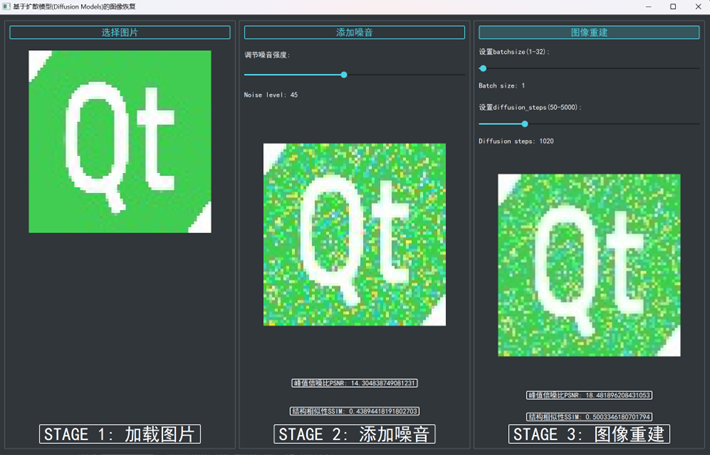 基于扩散模型(Diffusion Models)的图像恢复
选择图片
Qt
STAGE 1: 加载图片
添加噪音
调节噪音强度:
Noise level: 45
Qt
峰值信噪比PSNR: 14.304838749081231
结构相似性SSIM: 0.43894418191802703
STAGE 2: 添加噪音
图像重建
设置batchsize(1-32):
Batch size: 1
设置diffusion_steps(50-5000):
Diffusion steps: 1020
Qt
峰值信噪比PSNR: 18.481896208431053
结构相似性SSIM: 0.5003346180701794
STAGE 3: 图像重建